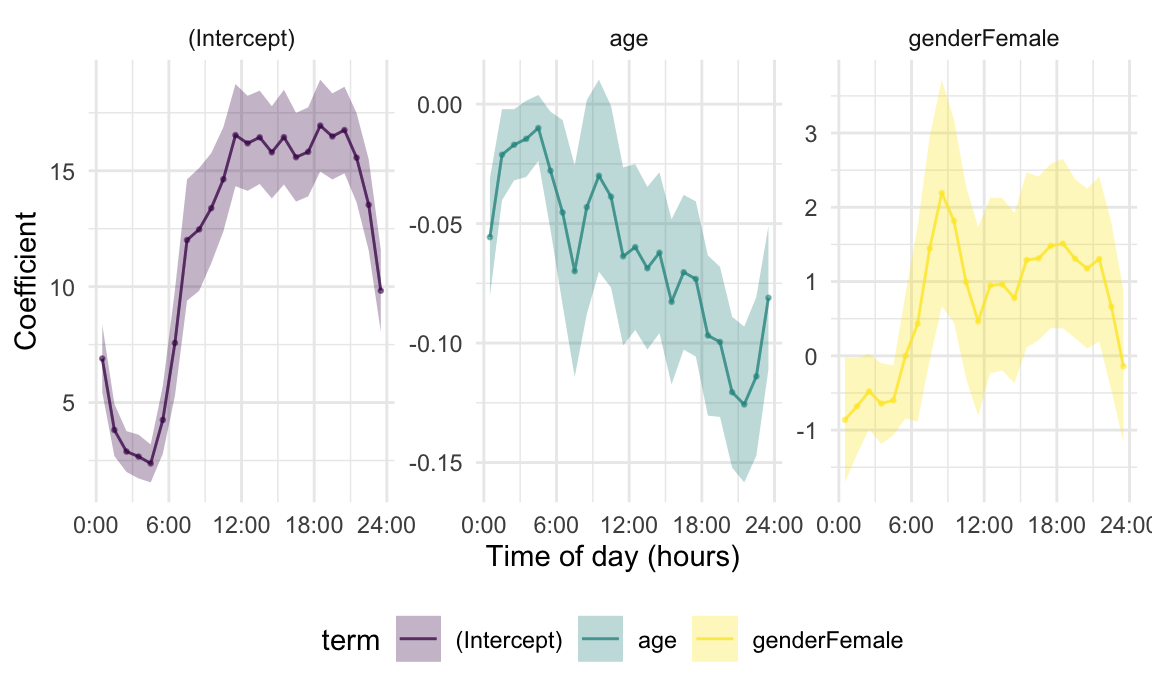 (Intercept) age genderFemale
Coefficient
15
10
5
0.00
-0.05
-0.10
-0.15
3
2
1
0
-1
0:00 6:00 12:00 18:00 24:00 0:00 6:00 12:00 18:00 24:00 0:00 6:00 12:00 18:00 24:00
Time of day (hours)
term (Intercept) age genderFemale